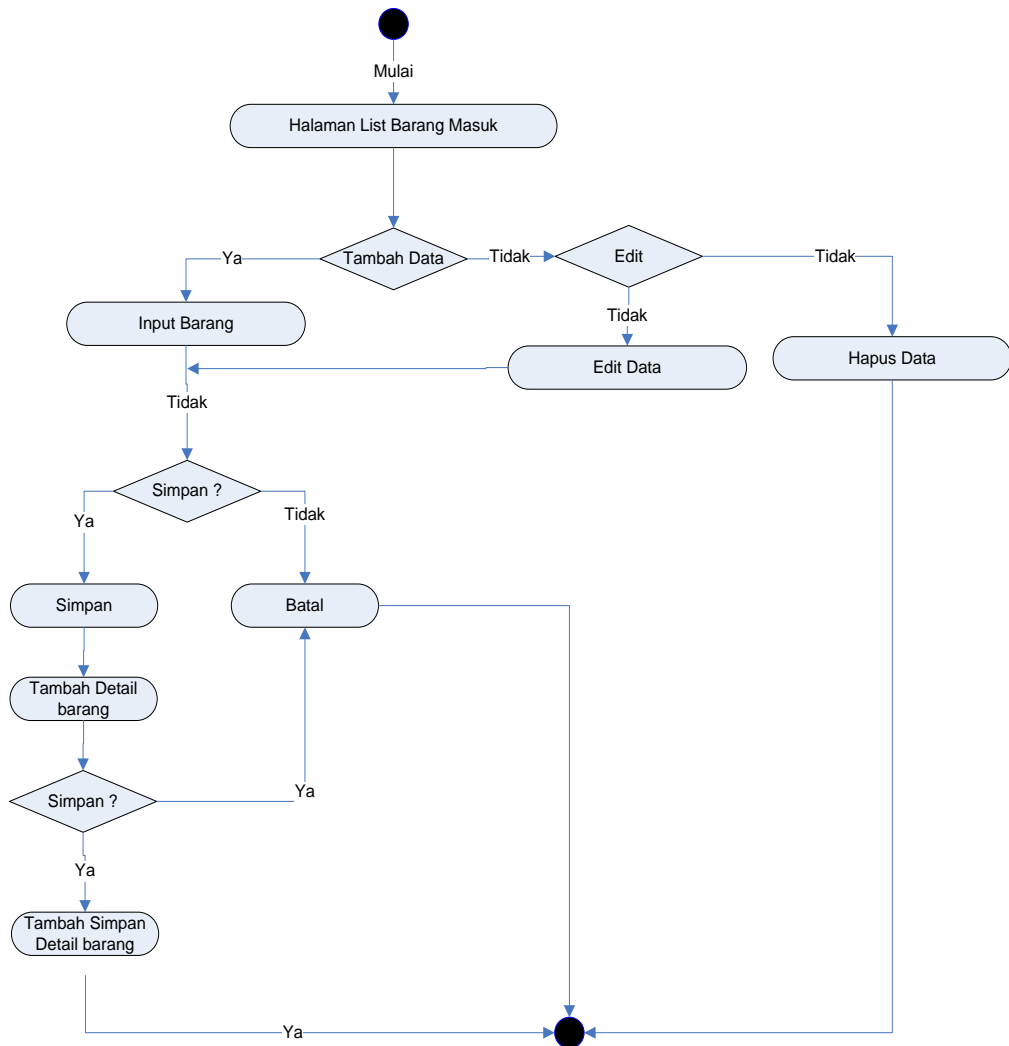 Mulai
Halaman List Barang Masuk
Tambah Data
Ya
Tidak
Edit
Tidak
Tidak
Input Barang
Edit Data
Hapus Data
Tidak
Simpan ?
Ya
Tidak
Simpan
Batal
Tambah Detail
barang
Simpan ?
Ya
Ya
Tambah Simpan
Detail barang
Ya